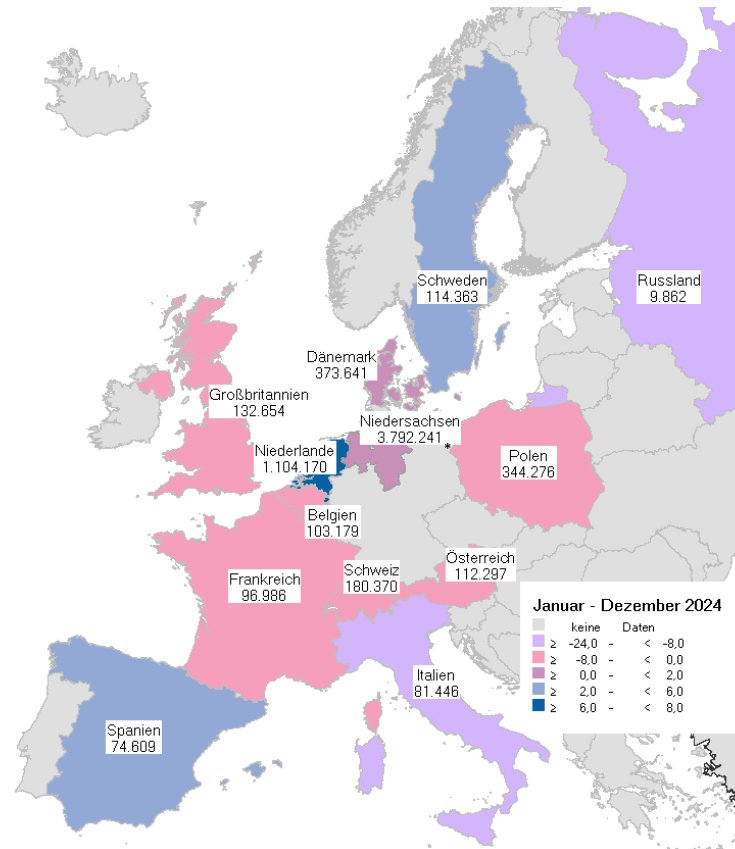 Schweden
114.363
Russland
9.862
Dänemark
373.641
Großbritannien
132.654
Niedersachsen
3.792.241
*
Niederlande
1.104.170
Polen
344.276
Belgien
103.179
Österreich
112.297
Schweiz
180.370
Frankreich
96.986
Italien
81.446
Spanien
74.609
Januar - Dezember 2024
keine Daten
≥ -24,0 - < -8,0
≥ -8,0 - < 0,0
≥ 0,0 - < 2,0
≥ 2,0 - < 6,0
≥ 6,0 - < 8,0